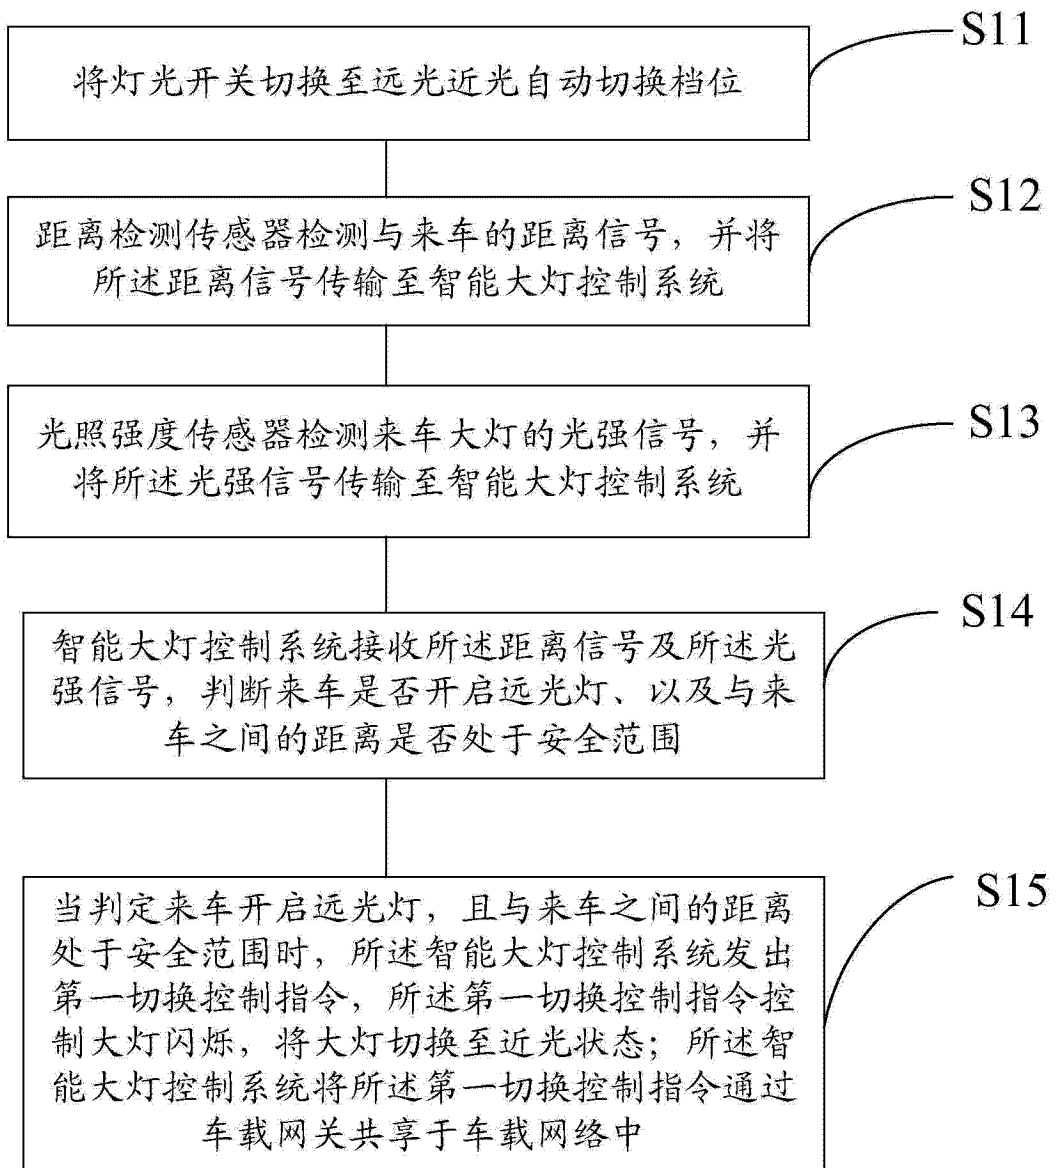 S11
将灯光开关切换至远光近光自动切换档位
S12
距离检测传感器检测与来车的距离信号，并将
所述距离信号传输至智能大灯控制系统
S13
光照强度传感器检测来车大灯的光强信号，并
将所述光强信号传输至智能大灯控制系统
S14
智能大灯控制系统接收所述距离信号及所述光
强信号，判断来车是否开启远光灯、以及与来
车之间的距离是否处于安全范围
S15
当判定来车开启远光灯，且与来车之间的距离
处于安全范围时，所述智能大灯控制系统发出
第一切换控制指令，所述第一切换控制指令控
制大灯闪烁，将大灯切换至近光状态；所述智
能大灯控制系统将所述第一切换控制指令通过
车载网关共享于车载网络中